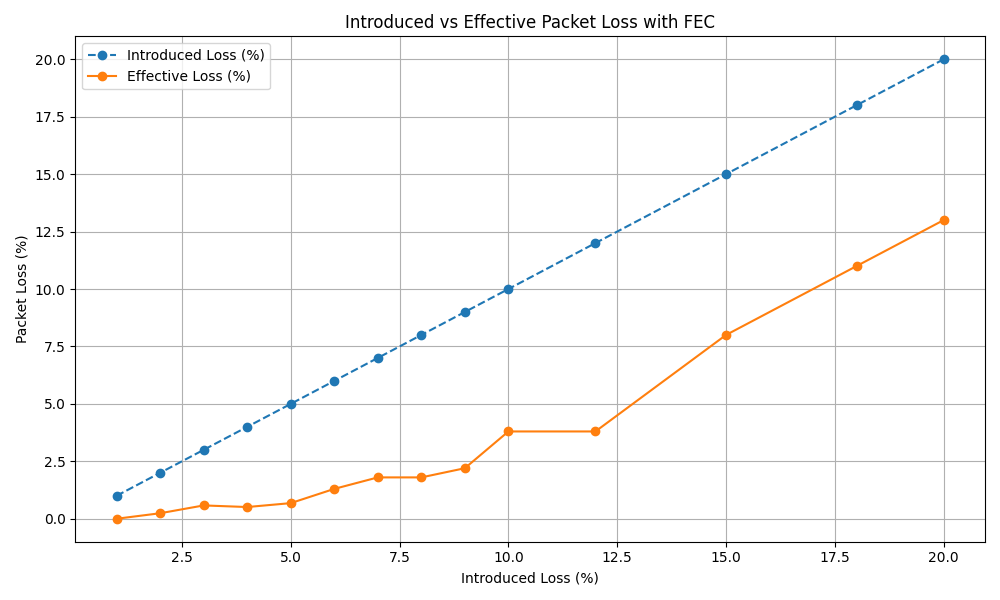 Introduced vs Effective Packet Loss with FEC
Introduced Loss (%)
Effective Loss (%)
20.0
17.5
15.0
12.5
10.0
7.5
5.0
2.5
0.0
Packet Loss (%)
2.5 5.0 7.5 10.0 12.5 15.0 17.5 20.0
Introduced Loss (%)